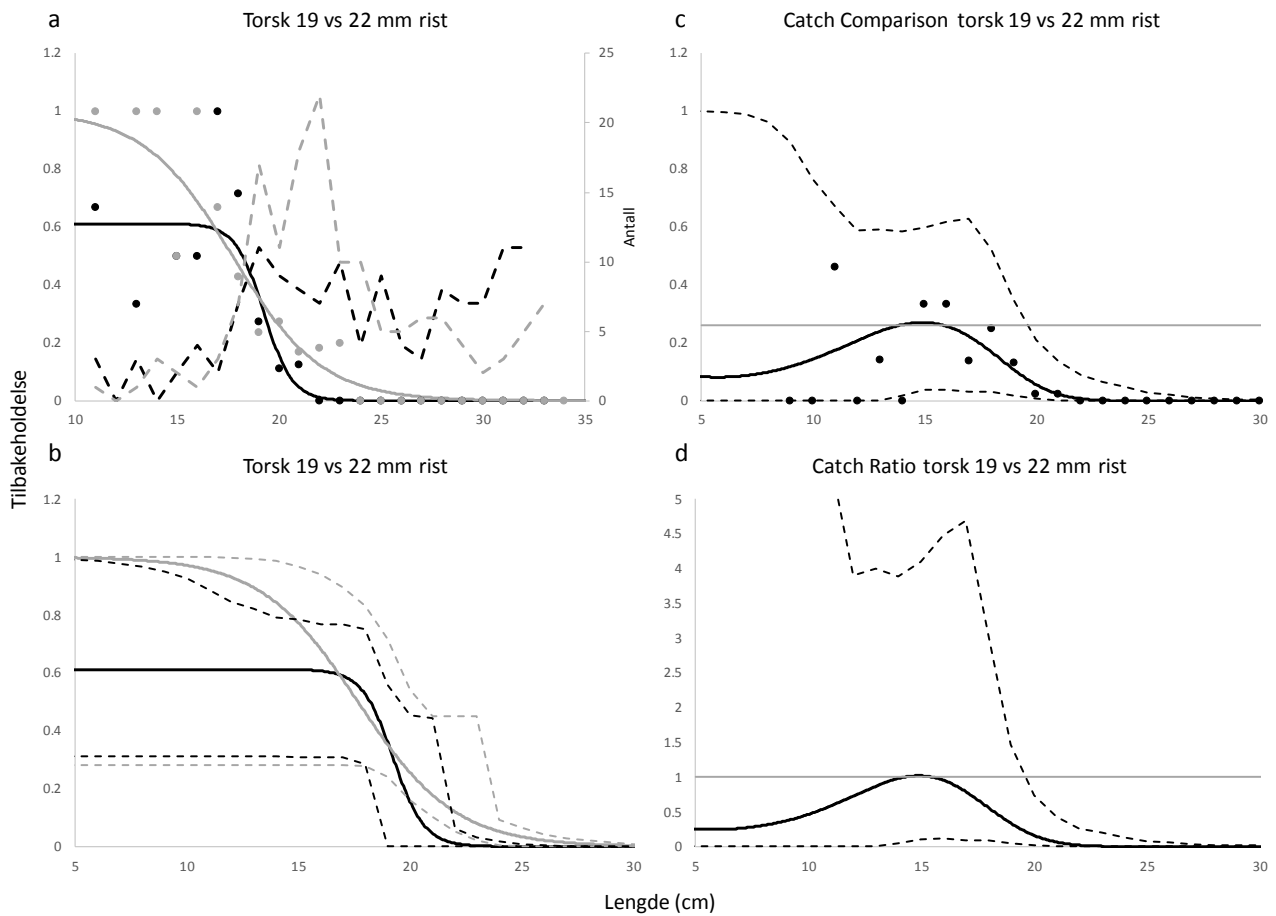 a
Torsk 19 vs 22 mm rist
1.2
1
0.8
0.6
0.4
0.2
0
25
20
15
10
5
0
10 15 20 25 30 35
Antall
c
Catch Comparison torsk 19 vs 22 mm rist
1.2
1
0.8
0.6
0.4
0.2
0
5 10 15 20 25 30
Tilbakeholdelse
b
Torsk 19 vs 22 mm rist
1.2
1
0.8
0.6
0.4
0.2
0
5 10 15 20 25 30
d
Catch Ratio torsk 19 vs 22 mm rist
5
4.5
4
3.5
3
2.5
2
1.5
1
0.5
0
5 10 15 20 25 30
Lengde (cm)